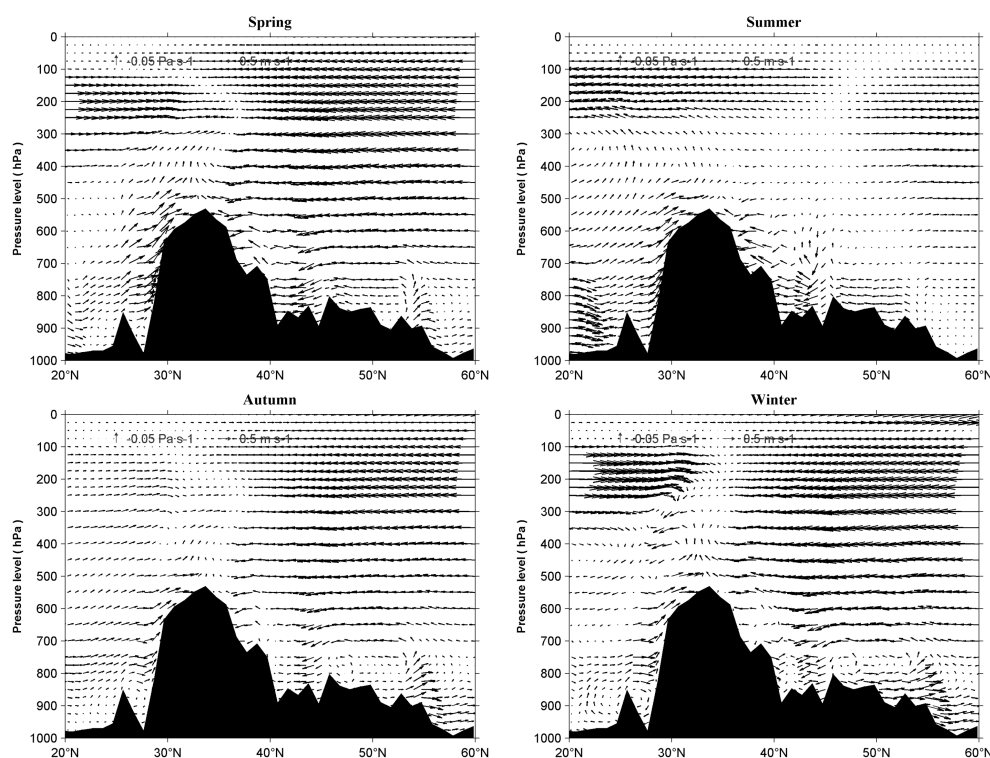 Spring
Summer
Pressure level ( hPa )
0
100
200
300
400
500
600
700
800
900
1000
20°N
30°N
40°N
50°N
60°N
-0.05 Pa s-1
0.5 m s-1
Pressure level ( hPa )
0
100
200
300
400
500
600
700
800
900
1000
20°N
30°N
40°N
50°N
60°N
-0.05 Pa s-1
0.5 m s-1
Autumn
Winter
Pressure level ( hPa )
0
100
200
300
400
500
600
700
800
900
1000
20°N
30°N
40°N
50°N
60°N
-0.05 Pa s-1
0.5 m s-1
Pressure level ( hPa )
0
100
200
300
400
500
600
700
800
900
1000
20°N
30°N
40°N
50°N
60°N
-0.05 Pa s-1
0.5 m s-1